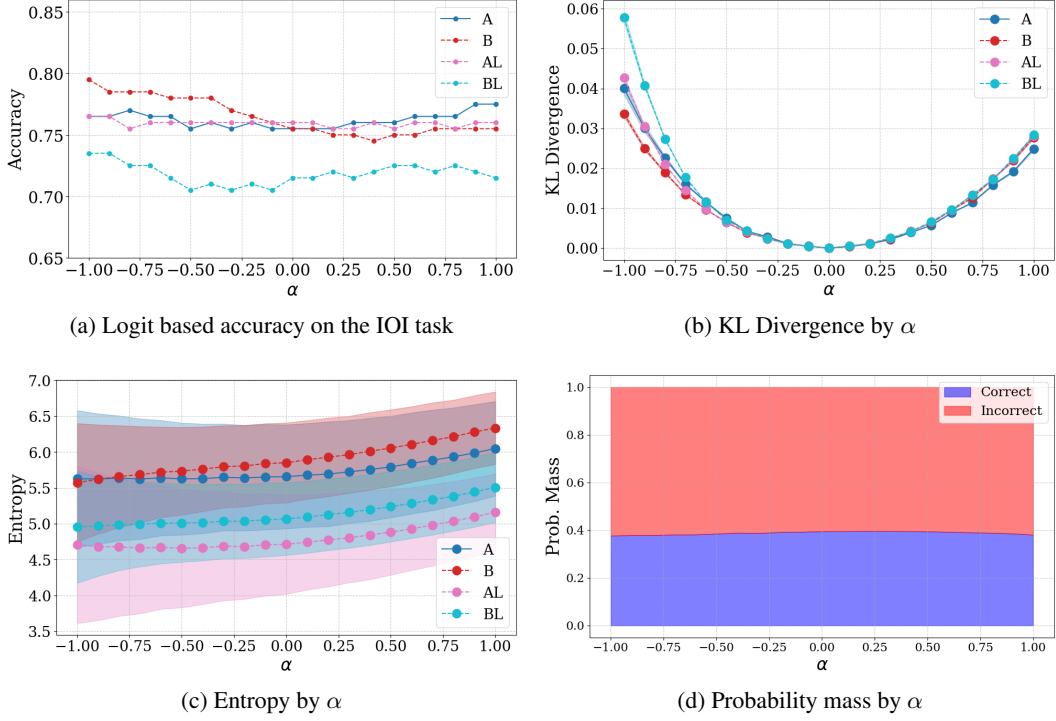 0.85
0.80
0.75
0.70
0.65
Accuracy
A
B
AL
BL
−1.00 −0.75 −0.50 −0.25 0.00 0.25 0.50 0.75 1.00
α
(a) Logit based accuracy on the IOI task
0.06
0.05
0.04
0.03
0.02
0.01
0.00
KL Divergence
A
B
AL
BL
−1.00 −0.75 −0.50 −0.25 0.00 0.25 0.50 0.75 1.00
α
(b) KL Divergence by α
7.0
6.5
6.0
5.5
5.0
4.5
4.0
3.5
Entropy
A
B
AL
BL
−1.00 −0.75 −0.50 −0.25 0.00 0.25 0.50 0.75 1.00
α
(c) Entropy by α
1.0
0.8
0.6
0.4
0.2
0.0
Prob. Mass
Correct
Incorrect
−1.00 −0.75 −0.50 −0.25 0.00 0.25 0.50 0.75 1.00
α
(d) Probability mass by α